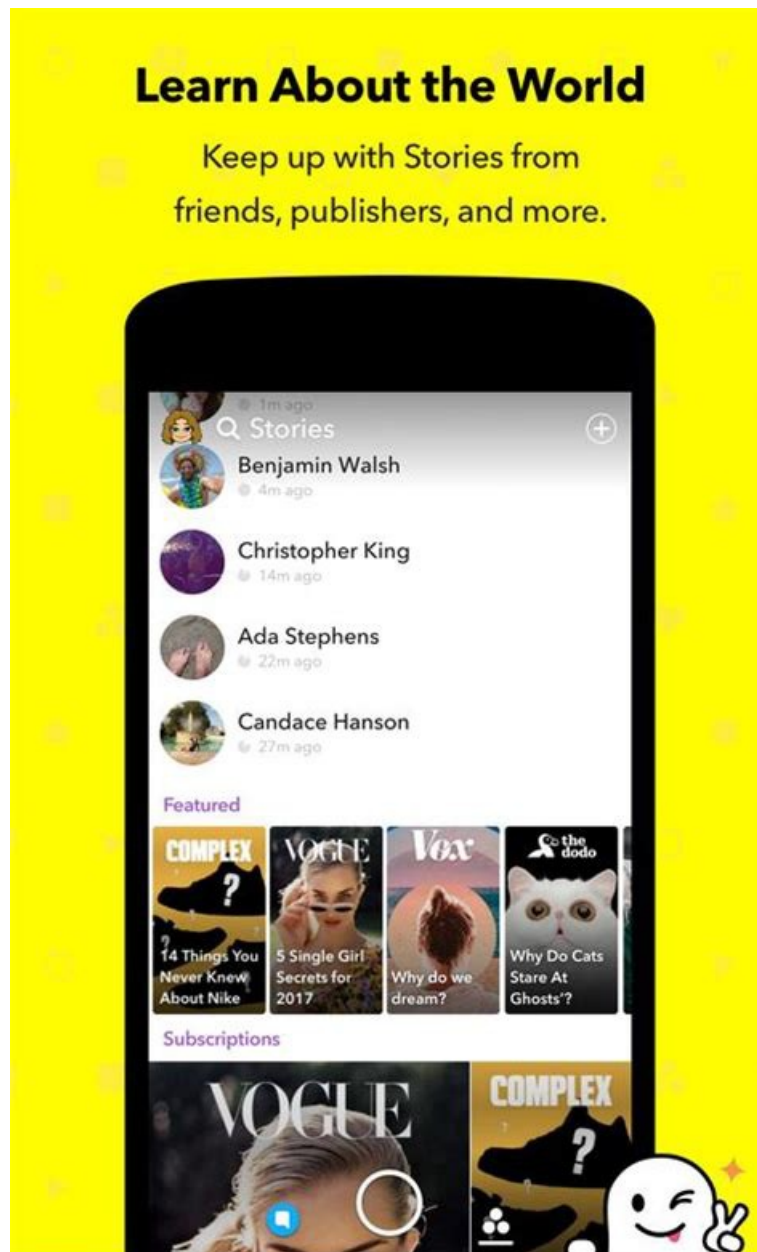 Learn About the World
Keep up with Stories from
friends, publishers, and more.
1m ago
Stories
Benjamin Walsh
4m ago
Christopher King
14m ago
Ada Stephens
22m ago
Candace Hanson
27m ago
Featured
COMPLEX
?
14 Things You
Never Knew
About Nike
VOGUE
5 Single Girl
Secrets for
2017
Vox
Why do we
dream?
the
dodo
Why Do Cats
Stare At
Ghosts'?
Subscriptions
VOGUE
COMPLEX
?